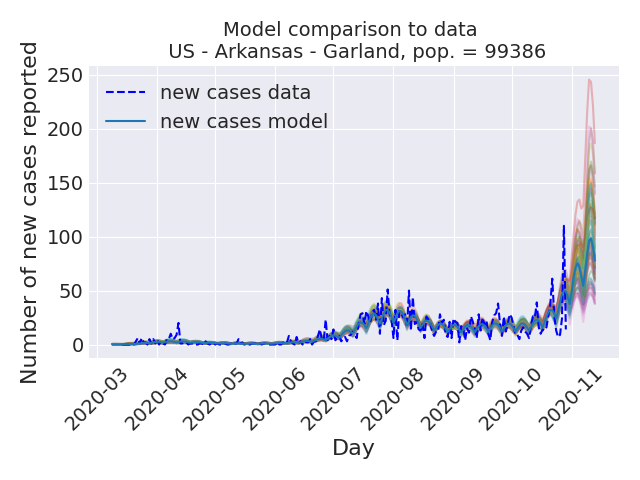 Model comparison to data
US - Arkansas - Garland, pop. = 99386
Number of new cases reported
250
200
150
100
50
0
new cases data
new cases model
2020-03
2020-04
2020-05
2020-06
2020-07
2020-08
2020-09
2020-10
2020-11
Day